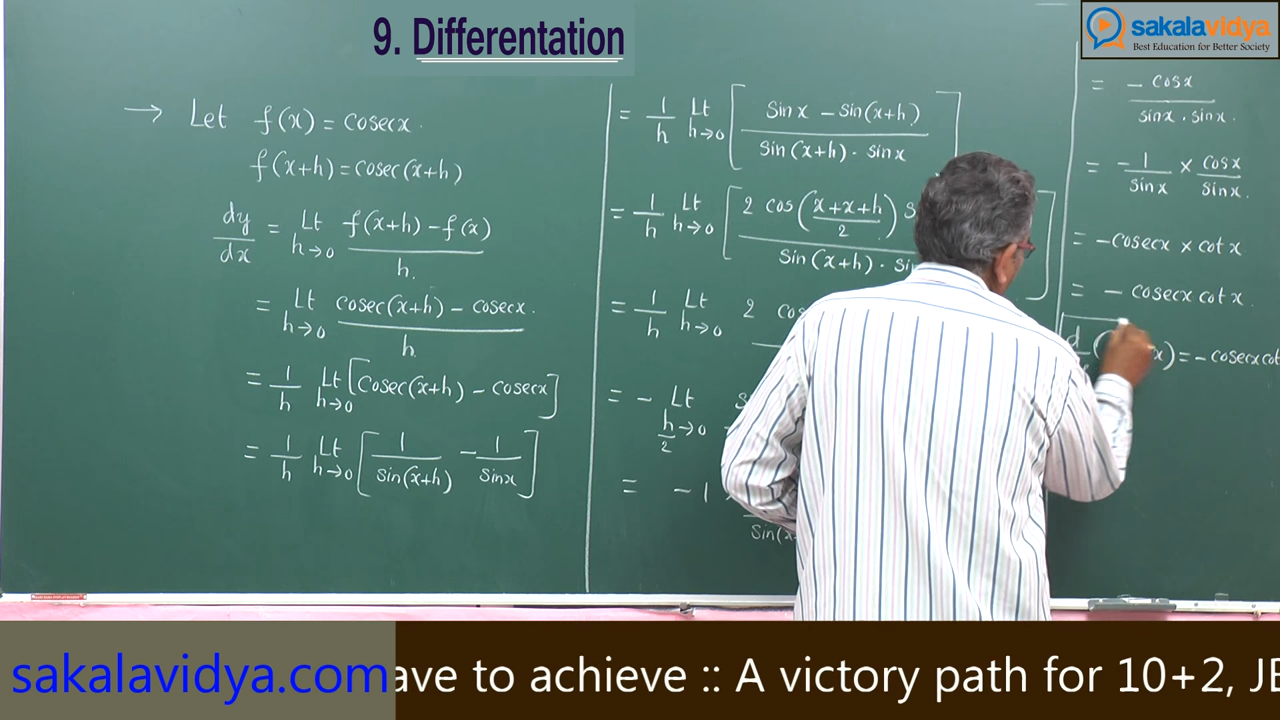 9. Differentation
sakalavidya
Best Education for Better Society
→ Let f(x) = cosecx.
f(x+h) = cosec(x+h)
dy/dx = Lt h→0 f(x+h) - f(x) / h.
= Lt h→0 cosec(x+h) - cosecx. / h.
= 1/h Lt h→0 [cosec(x+h) - cosecx]
= 1/h Lt h→0 [1/sin(x+h) - 1/sinx]
= 1/h Lt h→0 [sinx - sin(x+h) / sin(x+h) . sinx]
= 1/h Lt h→0 [2 cos(x+x+h / 2) / sin(x+h) .
= 1/h Lt h→0 2
= - Lt h/2→0
= -1
= - cosx / sinx . sinx.
= -1/sinx × cosx/sinx.
= -cosecx × cotx
= - cosecx cotx.
= - cosecx cot
sakalavidya.com
ave to achieve :: A victory path for 10+2, JE